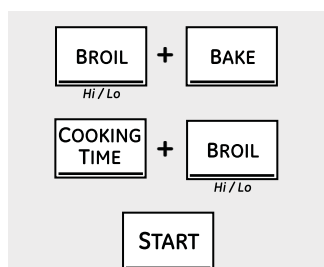 BROIL + BAKE
Hi / Lo
COOKING TIME + BROIL
Hi / Lo
START